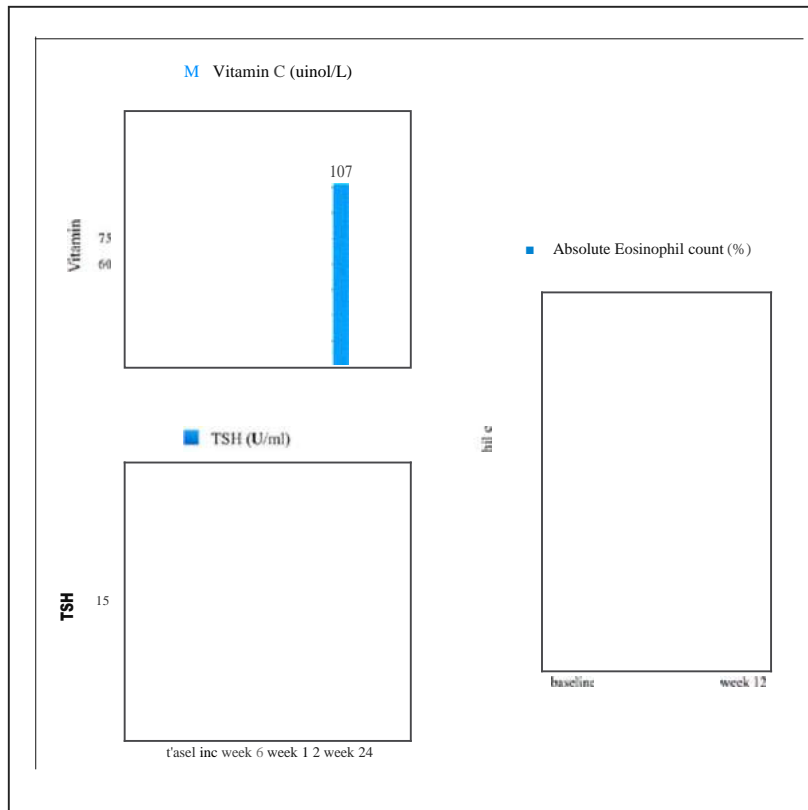 M Vitamin C (uinol/L)
107
Vitamin
75
60
TSH (U/ml)
TSH
15
t'asel inc week 6 week 1 2 week 24
Absolute Eosinophil count (%)
hil c
baseline
week 12